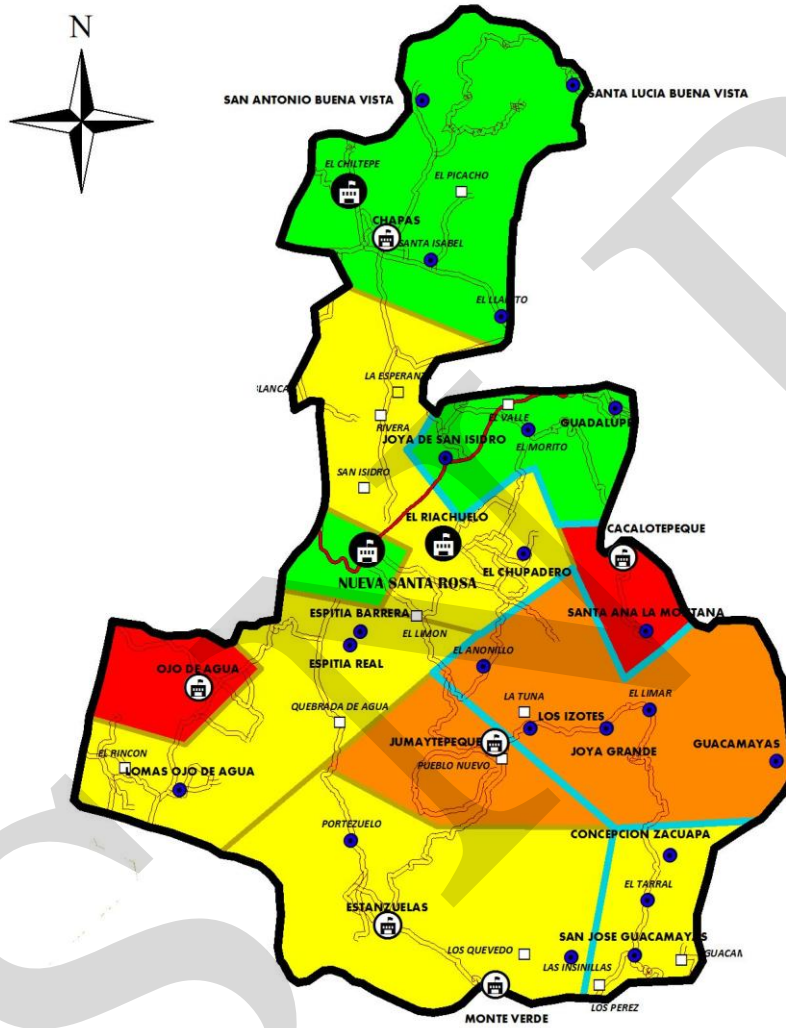 N
SAN ANTONIO BUENA VISTA
SANTA LUCIA BUENA VISTA
EL CHILTEPE
EL PICACHO
CHAPAS
SANTA ISABEL
EL LLANITO
LA ESPERANZ
BLANCA
RIVERA
EL VALLE
GUADALUPE
JOYA DE SAN ISIDRO
EL MORITO
SAN ISIDRO
EL RIACHUELO
CACALOTEPEQUE
NUEVA SANTA ROSA
EL CHUPADERO
ESPITIA BARRERA
SANTA ANA LA MONTANA
EL LIMON
ESPITIA REAL
EL ANONILLO
OJO DE AGUA
LA TUNA
EL LIMAR
QUEBRADA DE AGUA
LOS IZOTES
JUMAYTEPEQUE
JOYA GRANDE
GUACAMAYAS
EL RINCON
PUEBLO NUEVO
LOMAS OJO DE AGUA
PORTEZUELO
CONCEPCION ZACUAPA
EL TARRAL
ESTANZUELAS
SAN JOSE GUACAMAYAS
LOS QUEVEDO
GUACAM
LAS INSINILLAS
LOS PEREZ
MONTE VERDE